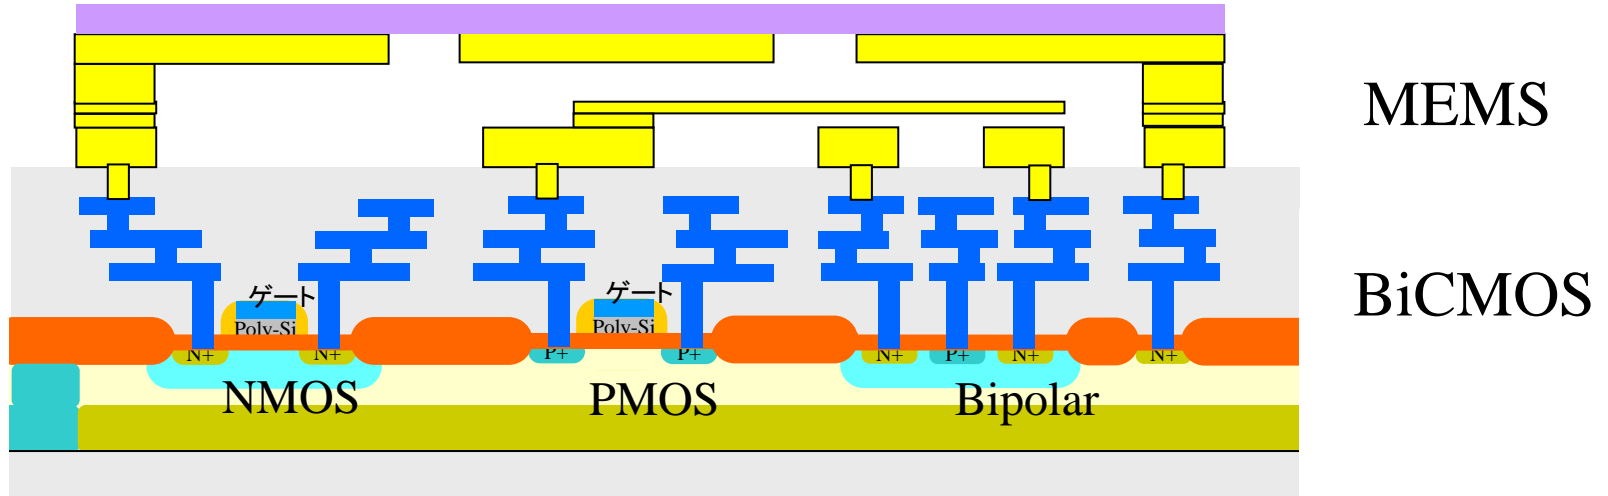 MEMS
BiCMOS
ゲート
ゲート
Poly-Si
Poly-Si
N+
N+
P+
P+
N+
P+
N+
N+
NMOS
PMOS
Bipolar